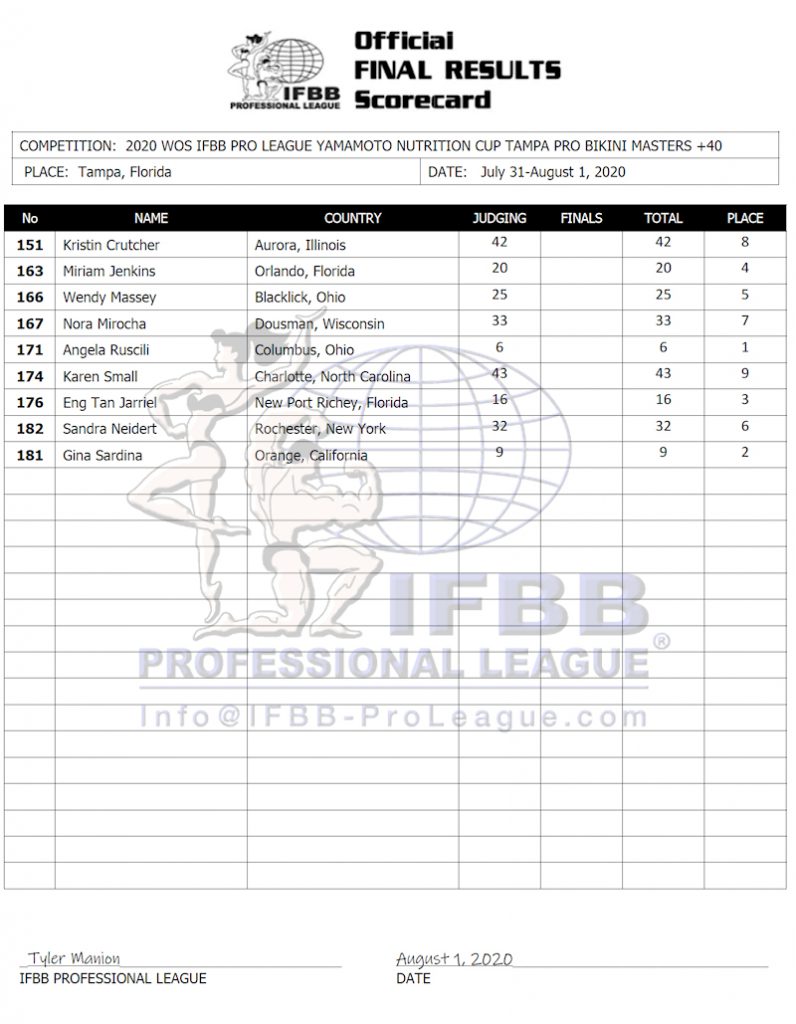 IFBB
PROFESSIONAL LEAGUE
Official
FINAL RESULTS
Scorecard
COMPETITION: 2020 WOS IFBB PRO LEAGUE YAMAMOTO NUTRITION CUP TAMPA PRO BIKINI MASTERS +40
PLACE: Tampa, Florida DATE: July 31-August 1, 2020
No NAME COUNTRY JUDGING FINALS TOTAL PLACE
151 Kristin Crutcher Aurora, Illinois 42 42 8
163 Miriam Jenkins Orlando, Florida 20 20 4
166 Wendy Massey Blacklick, Ohio 25 25 5
167 Nora Mirocha Dousman, Wisconsin 33 33 7
171 Angela Ruscili Columbus, Ohio 6 6 1
174 Karen Small Charlotte, North Carolina 43 43 9
176 Eng Tan Jarriel New Port Richey, Florida 16 16 3
182 Sandra Neidert Rochester, New York 32 32 6
181 Gina Sardina Orange, California 9 9 2
IFBB
PROFESSIONAL LEAGUE®
Info@IFBB-ProLeague.com
Tyler Manion August 1, 2020
IFBB PROFESSIONAL LEAGUE DATE